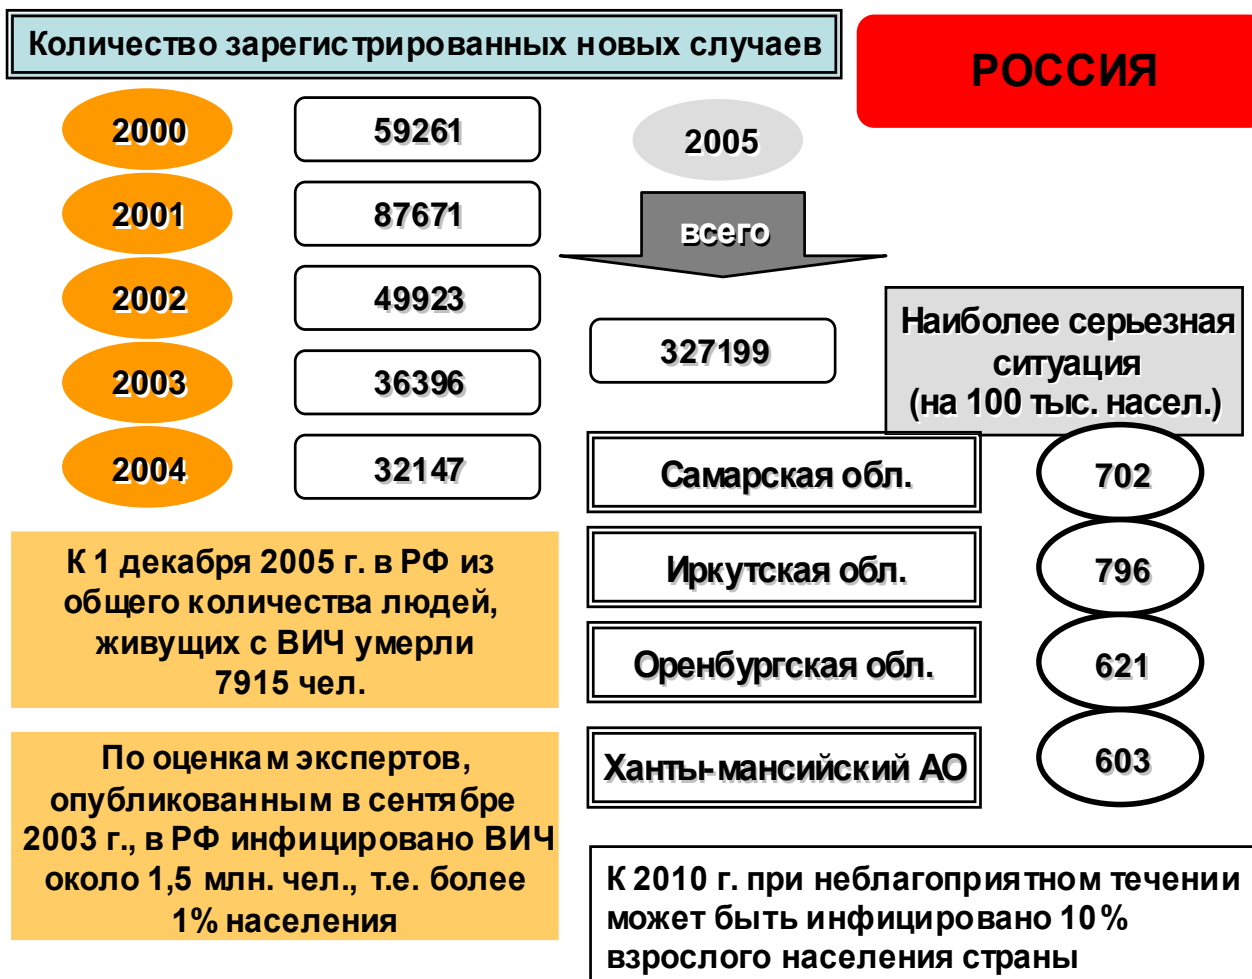 Количество зарегистрированных новых случаев
РОССИЯ
2000
59261
2001
87671
2002
49923
2003
36396
2004
32147
2005
всего
327199
Наиболее серьезная
ситуация
(на 100 тыс. насел.)
Самарская обл.
702
Иркутская обл.
796
Оренбургская обл.
621
Ханты-мансийский АО
603
К 1 декабря 2005 г. в РФ из
общего количества людей,
живущих с ВИЧ умерли
7915 чел.
По оценкам экспертов,
опубликованным в сентябре
2003 г., в РФ инфицировано ВИЧ
около 1,5 млн. чел., т.е. более
1% населения
К 2010 г. при неблагоприятном течении
может быть инфицировано 10%
взрослого населения страны